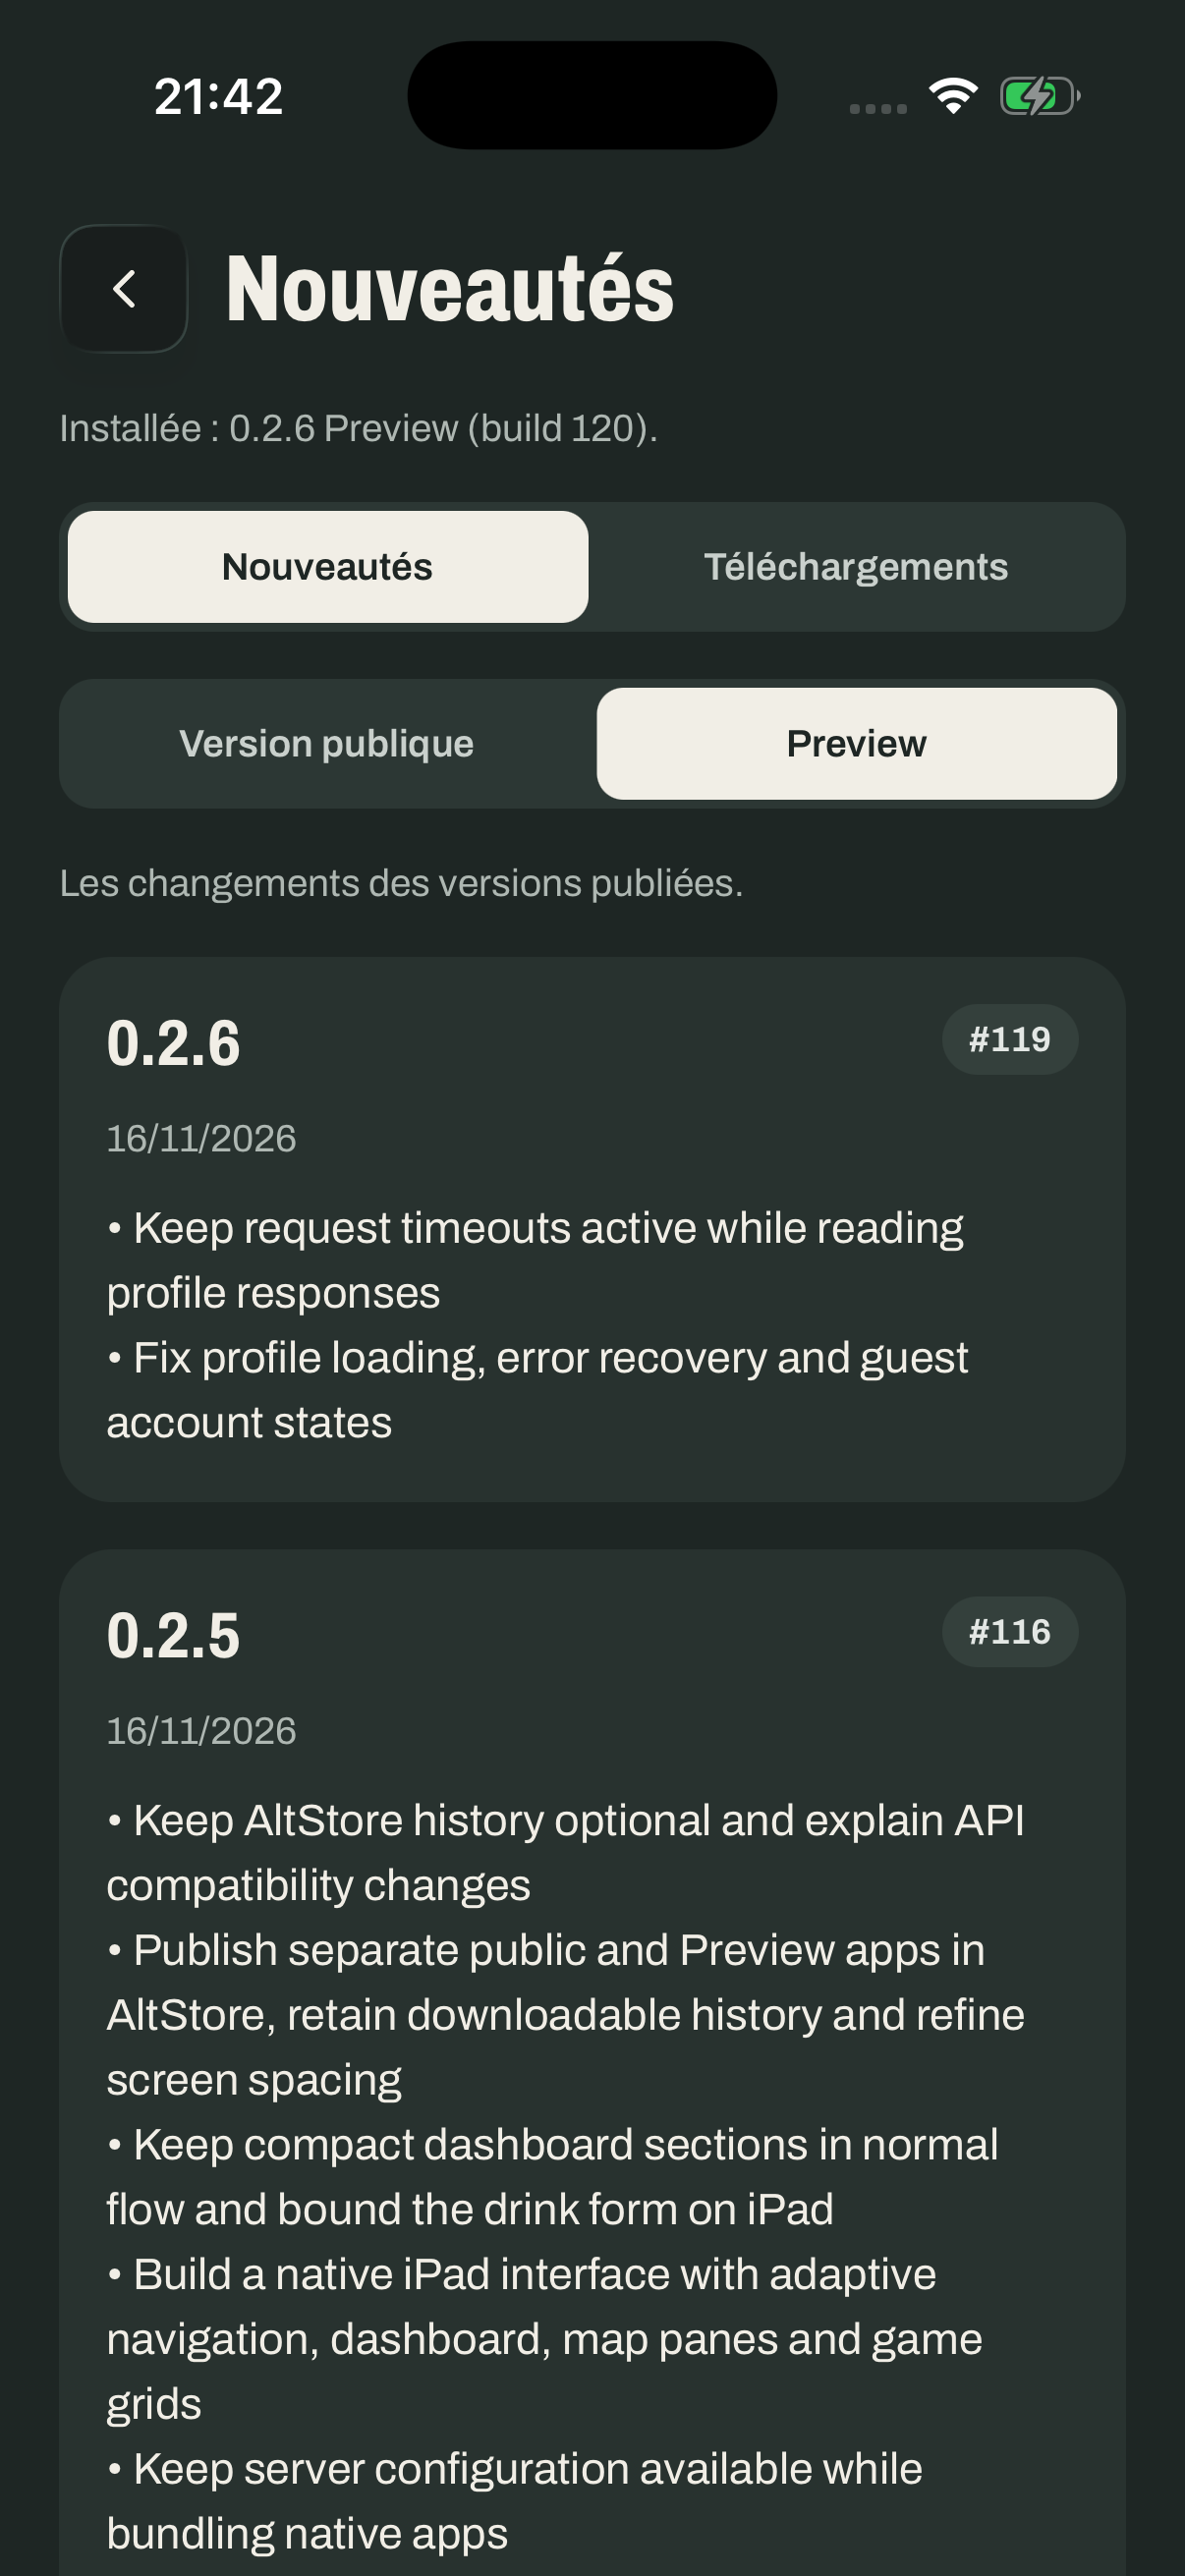 21:42
Nouveautés
Installée : 0.2.6 Preview (build 120).
Nouveautés
Téléchargements
Version publique
Preview
Les changements des versions publiées.
0.2.6
#119
16/11/2026
• Keep request timeouts active while reading
profile responses
• Fix profile loading, error recovery and guest
account states
0.2.5
#116
16/11/2026
• Keep AltStore history optional and explain API
compatibility changes
• Publish separate public and Preview apps in
AltStore, retain downloadable history and refine
screen spacing
• Keep compact dashboard sections in normal
flow and bound the drink form on iPad
• Build a native iPad interface with adaptive
navigation, dashboard, map panes and game
grids
• Keep server configuration available while
bundling native apps